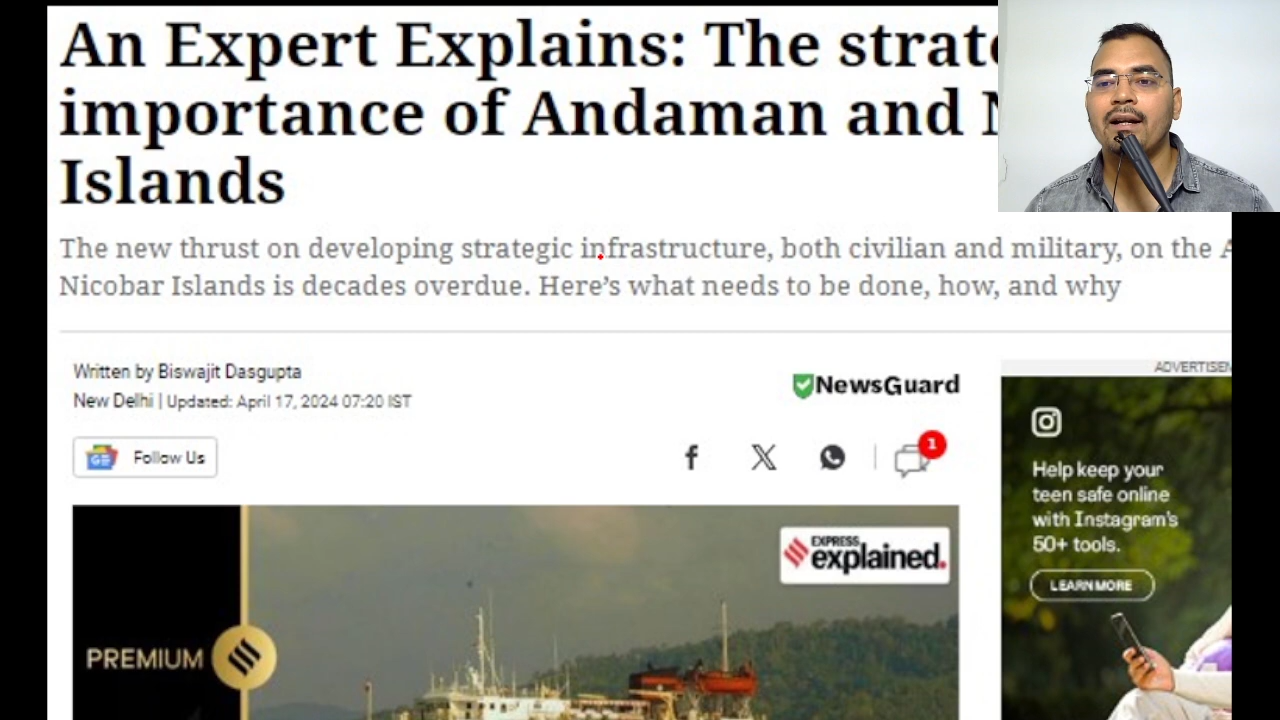 An Expert Explains: The strate
importance of Andaman and N
Islands
The new thrust on developing strategic infrastructure, both civilian and military, on the A
Nicobar Islands is decades overdue. Here’s what needs to be done, how, and why
Written by Biswajit Dasgupta
New Delhi | Updated: April 17, 2024 07:20 IST
NewsGuard
Follow Us
1
ADVERTISEM
Help keep your
teen safe online
with Instagram's
50+ tools.
LEARN MORE
EXPRESS
explained.
PREMIUM